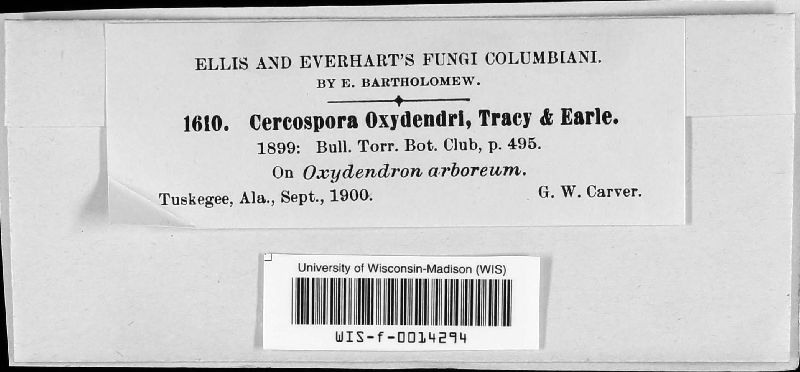 ELLIS AND EVERHART'S FUNGI COLUMBIANI.
BY E. BARTHOLOMEW.
1610. Cercospora Oxydendri, Tracy & Earle.
1899: Bull. Torr. Bot. Club, p. 495.
On Oxydendron arboreum.
Tuskegee, Ala., Sept., 1900. G. W. Carver.
University of Wisconsin-Madison (WIS)
WIS-f-0014294